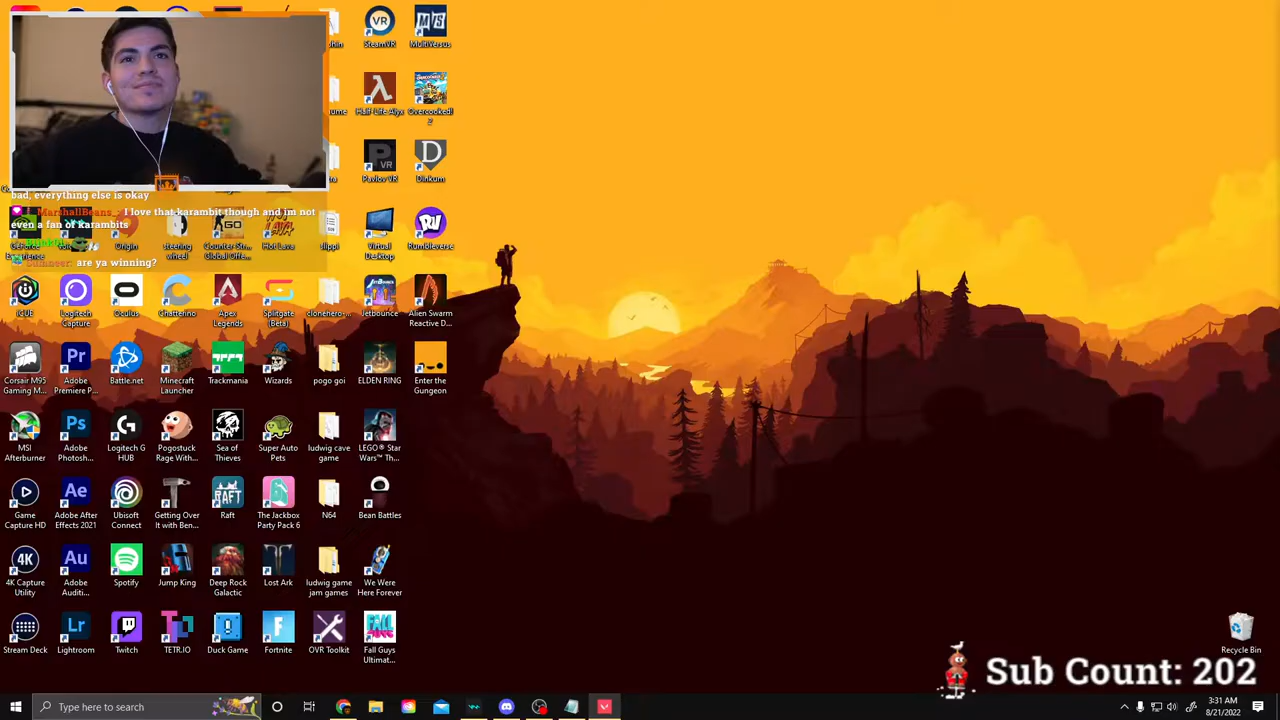 SteamVR
MultiVersus
Half-Life Alyx
Overcooked! 2
Pavlov VR
Dinkum
bad, everything else is okay
MarshallBeans_: I love that karambit though and im not
even a fan of karambits
are ya winning?
GeForce Experience
Origin
steering wheel
Counter-Str... Global Offe...
Hot Lava
slippi
Virtual Desktop
Rumbleverse
iCUE
Logitech Capture
Oculus
Chatterino
Apex Legends
Splitgate (Beta)
clonehero-...
Jetbounce
Alien Swarm Reactive D...
Corsair M95 Gaming M...
Adobe Premiere P...
Battle.net
Minecraft Launcher
Trackmania
Wizards
pogo goi
ELDEN RING
Enter the Gungeon
MSI Afterburner
Adobe Photosh...
Logitech G HUB
Pogostuck Rage With...
Sea of Thieves
Super Auto Pets
ludwig cave game
LEGO® Star Wars™ Th...
Game Capture HD
Adobe After Effects 2021
Ubisoft Connect
Getting Over It with Ben...
Raft
The Jackbox Party Pack 6
N64
Bean Battles
4K Capture Utility
Adobe Auditi...
Spotify
Jump King
Deep Rock Galactic
Lost Ark
ludwig game jam games
We Were Here Forever
Stream Deck
Lightroom
Twitch
TETR.IO
Duck Game
Fortnite
OVR Toolkit
Fall Guys Ultimat...
Recycle Bin
Sub Count: 202
Type here to search
3:31 AM
8/21/2022